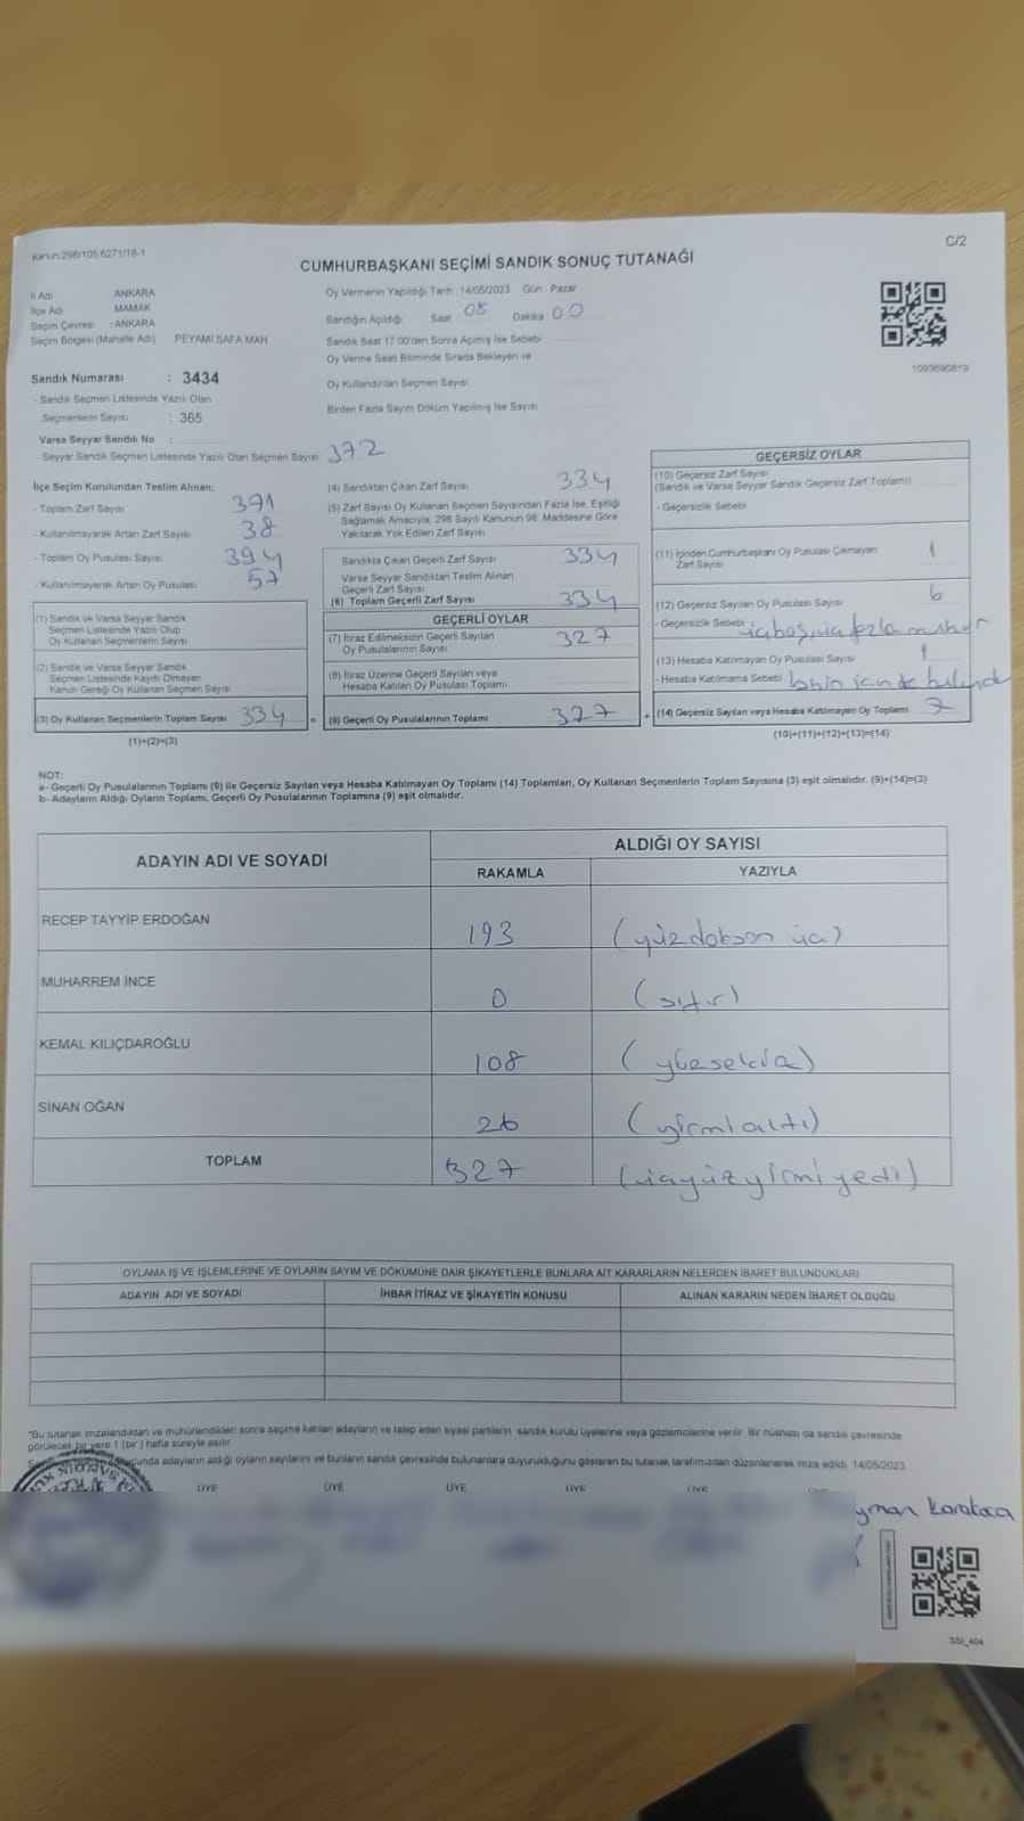 Kanun:298/105 6271/18-1
C/2
CUMHURBAŞKANI SEÇİMİ SANDIK SONUÇ TUTANAĞI
İl Adı ANKARA
İlçe Adı MAMAK
Seçim Çevresi : ANKARA
Seçim Bölgesi (Mahalle Adı) PEYAMİ SAFA MAH
Sandık Numarası : 3434
- Sandık Seçmen Listesinde Yazılı Olan
Seçmenlerin Sayısı : 365
Varsa Seyyar Sandık No :
- Seyyar Sandık Seçmen Listesinde Yazılı Olan Seçmen Sayısı 372
Oy Vermenin Yapıldığı Tarih : 14/05/2023 Gün : Pazar
Sandığın Açıldığı Saat 08 Dakika 00
Sandık Saat 17:00'den Sonra Açılmış İse Sebebi
Oy Verme Saati Bitiminde Sırada Bekleyen ve
Oy Kullandırılan Seçmen Sayısı
Birden Fazla Sayım Döküm Yapılmış İse Sayısı
1093690819
İlçe Seçim Kurulundan Teslim Alınan;
- Toplam Zarf Sayısı 391
- Kullanılmayarak Artan Zarf Sayısı 38
- Toplam Oy Pusulası Sayısı 394
- Kullanılmayarak Artan Oy Pusulası 57
(1) Sandık ve Varsa Seyyar Sandık
Seçmen Listesinde Yazılı Olup
Oy Kullanan Seçmenlerin Sayısı
(2) Sandık ve Varsa Seyyar Sandık
Seçmen Listesinde Kaydı Olmayan
Kanun Gereği Oy Kullanan Seçmen Sayısı
(3) Oy Kullanan Seçmenlerin Toplam Sayısı 334 =
(1)+(2)=(3)
(4) Sandıktan Çıkan Zarf Sayısı 334
(5) Zarf Sayısı Oy Kullanan Seçmen Sayısından Fazla İse, Eşitliği
Sağlamak Amacıyla, 298 Sayılı Kanunun 98. Maddesine Göre
Yakılarak Yok Edilen Zarf Sayısı
Sandıkta Çıkan Geçerli Zarf Sayısı 334
Varsa Seyyar Sandıktan Teslim Alınan
Geçerli Zarf Sayısı
(6) Toplam Geçerli Zarf Sayısı 334
GEÇERLİ OYLAR
(7) İtiraz Edilmeksizin Geçerli Sayılan
Oy Pusulalarının Sayısı 327
(8) İtiraz Üzerine Geçerli Sayılan veya
Hesaba Katılan Oy Pusulası Toplamı
(9) Geçerli Oy Pusulalarının Toplamı 327 +
GEÇERSİZ OYLAR
(10) Geçersiz Zarf Sayısı
(Sandık ve Varsa Seyyar Sandık Geçersiz Zarf Toplamı)
- Geçersizlik Sebebi
(11) İçinden Cumhurbaşkanı Oy Pusulası Çıkmayan 1
Zarf Sayısı
(12) Geçersiz Sayılan Oy Pusulası Sayısı 6
- Geçersizlik Sebebi üçü boş, üçü fazla mühür
(13) Hesaba Katılmayan Oy Pusulası Sayısı 1
- Hesaba Katılmama Sebebi
(14) Geçersiz Sayılan veya Hesaba Katılmayan Oy Toplamı 7
(10)+(11)+(12)+(13)=(14)
NOT:
a- Geçerli Oy Pusulalarının Toplamı (9) ile Geçersiz Sayılan veya Hesaba Katılmayan Oy Toplamı (14) Toplamları, Oy Kullanan Seçmenlerin Toplam Sayısına (3) eşit olmalıdır. (9)+(14)=(3)
b- Adayların Aldığı Oyların Toplamı, Geçerli Oy Pusulalarının Toplamına (9) eşit olmalıdır.
ADAYIN ADI VE SOYADI ALDIĞI OY SAYISI
RAKAMLA YAZIYLA
RECEP TAYYİP ERDOĞAN 193 (yüzdoksan üç)
MUHARREM İNCE 0 (sıfır)
KEMAL KILIÇDAROĞLU 108 (yüzsekiz)
SİNAN OĞAN 26 (yirmialtı)
TOPLAM 327 (üçyüzyirmiyedi)
OYLAMA İŞ VE İŞLEMLERİNE VE OYLARIN SAYIM VE DÖKÜMÜNE DAİR ŞİKAYETLERLE BUNLARA AİT KARARLARIN NELERDEN İBARET BULUNDUKLARI
ADAYIN ADI VE SOYADI İHBAR İTİRAZ VE ŞİKAYETİN KONUSU ALINAN KARARIN NEDEN İBARET OLDUĞU
"Bu tutanak imzalandıktan ve mühürlendikten sonra seçime katılan adayların ve talep eden siyasi partilerin sandık kurulu üyelerine veya gözlemcilerine verilir. Bir nüshası da sandık çevresinde
görülecek bir yere 1 (bir) hafta süreyle asılır.
adayların aldığı oyların sayılarını ve bunların sandık çevresinde bulunanlara duyurulduğunu gösteren bu tutanak tarafımızdan düzenlenerek imza edildi. 14/05/2023
ÜYE ÜYE ÜYE ÜYE ÜYE
SSI_404